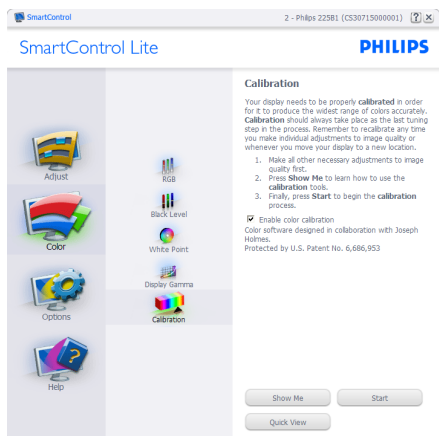 SmartControl
2 - Philips 225B1 (CS30715000001)
SmartControl Lite
PHILIPS
Adjust
Color
Options
Help
RGB
Black Level
White Point
Display Gamma
Calibration
Calibration
Your display needs to be properly calibrated in order
for it to produce the widest range of colors accurately.
Calibration should always take place as the last tuning
step in the process. Remember to recalibrate any time
you make individual adjustments to image quality or
whenever you move your display to a new location.
1. Make all other necessary adjustments to image
quality first.
2. Press Show Me to learn how to use the
calibration tools.
3. Finally, press Start to begin the calibration
process.
Enable color calibration
Color software designed in collaboration with Joseph
Holmes.
Protected by U.S. Patent No. 6,686,953
Show Me
Start
Quick View